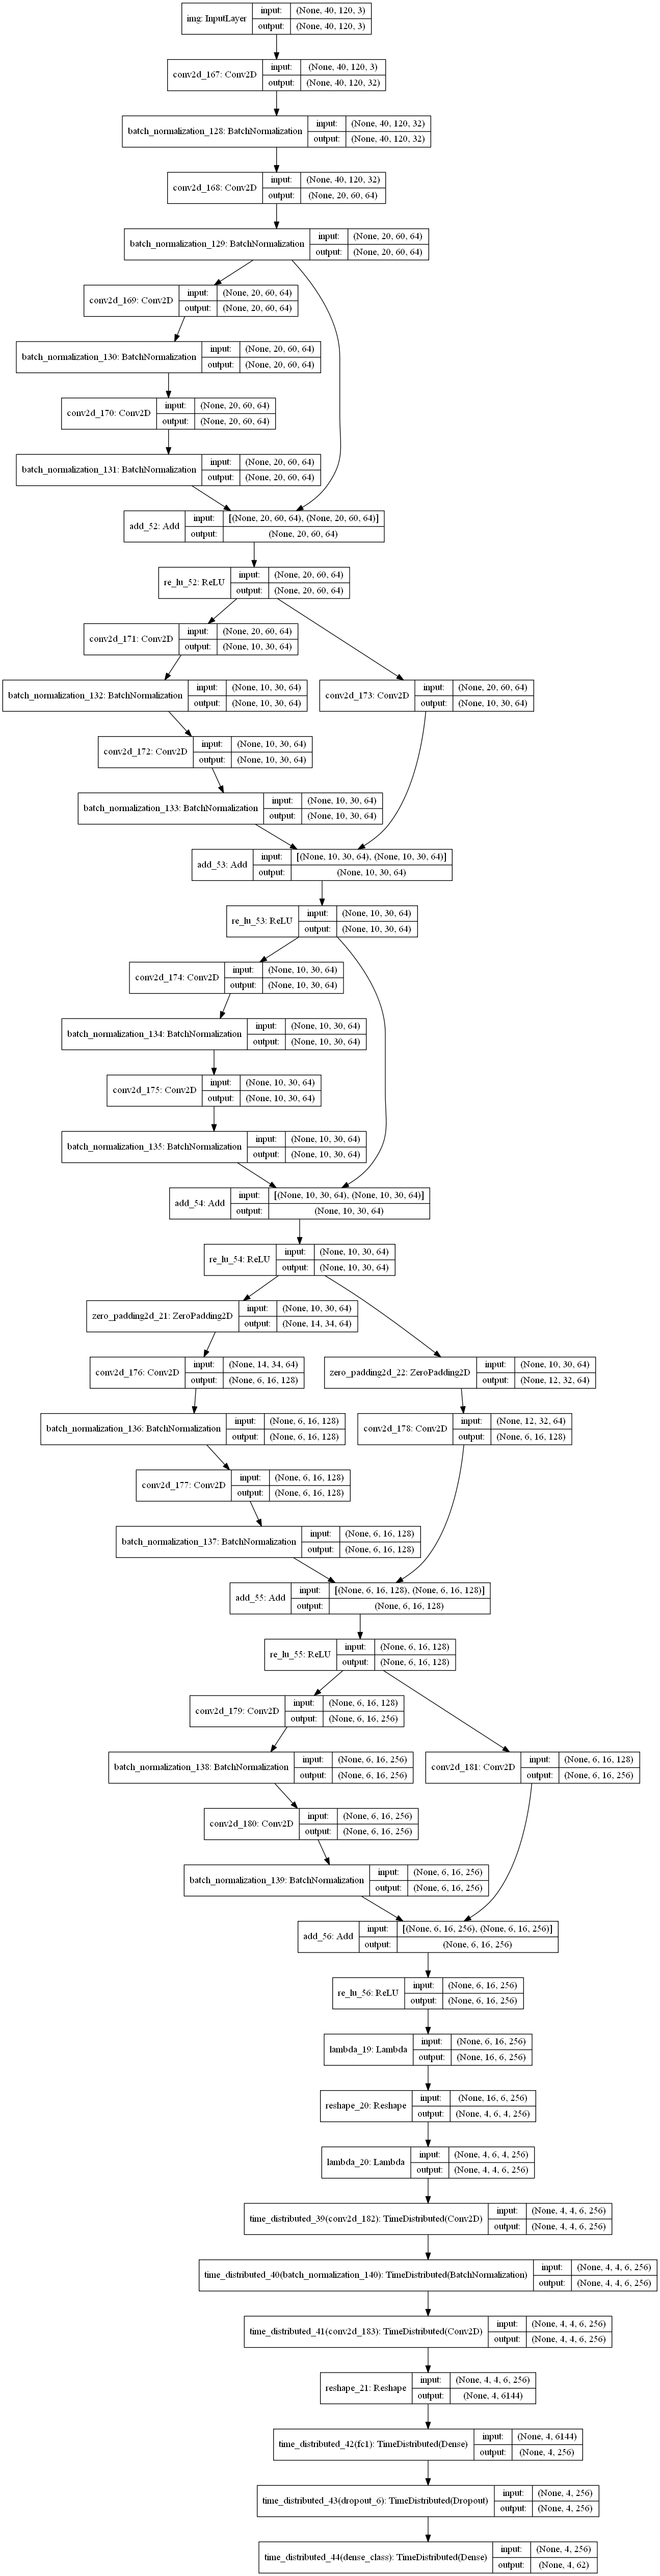 img: InputLayer
input: (None, 40, 120, 3)
output: (None, 40, 120, 3)
conv2d_167: Conv2D
input: (None, 40, 120, 3)
output: (None, 40, 120, 32)
batch_normalization_128: BatchNormalization
input: (None, 40, 120, 32)
output: (None, 40, 120, 32)
conv2d_168: Conv2D
input: (None, 40, 120, 32)
output: (None, 20, 60, 64)
batch_normalization_129: BatchNormalization
input: (None, 20, 60, 64)
output: (None, 20, 60, 64)
conv2d_169: Conv2D
input: (None, 20, 60, 64)
output: (None, 20, 60, 64)
batch_normalization_130: BatchNormalization
input: (None, 20, 60, 64)
output: (None, 20, 60, 64)
conv2d_170: Conv2D
input: (None, 20, 60, 64)
output: (None, 20, 60, 64)
batch_normalization_131: BatchNormalization
input: (None, 20, 60, 64)
output: (None, 20, 60, 64)
add_52: Add
input: [(None, 20, 60, 64), (None, 20, 60, 64)]
output: (None, 20, 60, 64)
re_lu_52: ReLU
input: (None, 20, 60, 64)
output: (None, 20, 60, 64)
conv2d_171: Conv2D
input: (None, 20, 60, 64)
output: (None, 10, 30, 64)
batch_normalization_132: BatchNormalization
input: (None, 10, 30, 64)
output: (None, 10, 30, 64)
conv2d_173: Conv2D
input: (None, 20, 60, 64)
output: (None, 10, 30, 64)
conv2d_172: Conv2D
input: (None, 10, 30, 64)
output: (None, 10, 30, 64)
batch_normalization_133: BatchNormalization
input: (None, 10, 30, 64)
output: (None, 10, 30, 64)
add_53: Add
input: [(None, 10, 30, 64), (None, 10, 30, 64)]
output: (None, 10, 30, 64)
re_lu_53: ReLU
input: (None, 10, 30, 64)
output: (None, 10, 30, 64)
conv2d_174: Conv2D
input: (None, 10, 30, 64)
output: (None, 10, 30, 64)
batch_normalization_134: BatchNormalization
input: (None, 10, 30, 64)
output: (None, 10, 30, 64)
conv2d_175: Conv2D
input: (None, 10, 30, 64)
output: (None, 10, 30, 64)
batch_normalization_135: BatchNormalization
input: (None, 10, 30, 64)
output: (None, 10, 30, 64)
add_54: Add
input: [(None, 10, 30, 64), (None, 10, 30, 64)]
output: (None, 10, 30, 64)
re_lu_54: ReLU
input: (None, 10, 30, 64)
output: (None, 10, 30, 64)
zero_padding2d_21: ZeroPadding2D
input: (None, 10, 30, 64)
output: (None, 14, 34, 64)
conv2d_176: Conv2D
input: (None, 14, 34, 64)
output: (None, 6, 16, 128)
zero_padding2d_22: ZeroPadding2D
input: (None, 10, 30, 64)
output: (None, 12, 32, 64)
batch_normalization_136: BatchNormalization
input: (None, 6, 16, 128)
output: (None, 6, 16, 128)
conv2d_178: Conv2D
input: (None, 12, 32, 64)
output: (None, 6, 16, 128)
conv2d_177: Conv2D
input: (None, 6, 16, 128)
output: (None, 6, 16, 128)
batch_normalization_137: BatchNormalization
input: (None, 6, 16, 128)
output: (None, 6, 16, 128)
add_55: Add
input: [(None, 6, 16, 128), (None, 6, 16, 128)]
output: (None, 6, 16, 128)
re_lu_55: ReLU
input: (None, 6, 16, 128)
output: (None, 6, 16, 128)
conv2d_179: Conv2D
input: (None, 6, 16, 128)
output: (None, 6, 16, 256)
batch_normalization_138: BatchNormalization
input: (None, 6, 16, 256)
output: (None, 6, 16, 256)
conv2d_181: Conv2D
input: (None, 6, 16, 128)
output: (None, 6, 16, 256)
conv2d_180: Conv2D
input: (None, 6, 16, 256)
output: (None, 6, 16, 256)
batch_normalization_139: BatchNormalization
input: (None, 6, 16, 256)
output: (None, 6, 16, 256)
add_56: Add
input: [(None, 6, 16, 256), (None, 6, 16, 256)]
output: (None, 6, 16, 256)
re_lu_56: ReLU
input: (None, 6, 16, 256)
output: (None, 6, 16, 256)
lambda_19: Lambda
input: (None, 6, 16, 256)
output: (None, 16, 6, 256)
reshape_20: Reshape
input: (None, 16, 6, 256)
output: (None, 4, 6, 4, 256)
lambda_20: Lambda
input: (None, 4, 6, 4, 256)
output: (None, 4, 4, 6, 256)
time_distributed_39(conv2d_182): TimeDistributed(Conv2D)
input: (None, 4, 4, 6, 256)
output: (None, 4, 4, 6, 256)
time_distributed_40(batch_normalization_140): TimeDistributed(BatchNormalization)
input: (None, 4, 4, 6, 256)
output: (None, 4, 4, 6, 256)
time_distributed_41(conv2d_183): TimeDistributed(Conv2D)
input: (None, 4, 4, 6, 256)
output: (None, 4, 4, 6, 256)
reshape_21: Reshape
input: (None, 4, 4, 6, 256)
output: (None, 4, 6144)
time_distributed_42(fc1): TimeDistributed(Dense)
input: (None, 4, 6144)
output: (None, 4, 256)
time_distributed_43(dropout_6): TimeDistributed(Dropout)
input: (None, 4, 256)
output: (None, 4, 256)
time_distributed_44(dense_class): TimeDistributed(Dense)
input: (None, 4, 256)
output: (None, 4, 62)